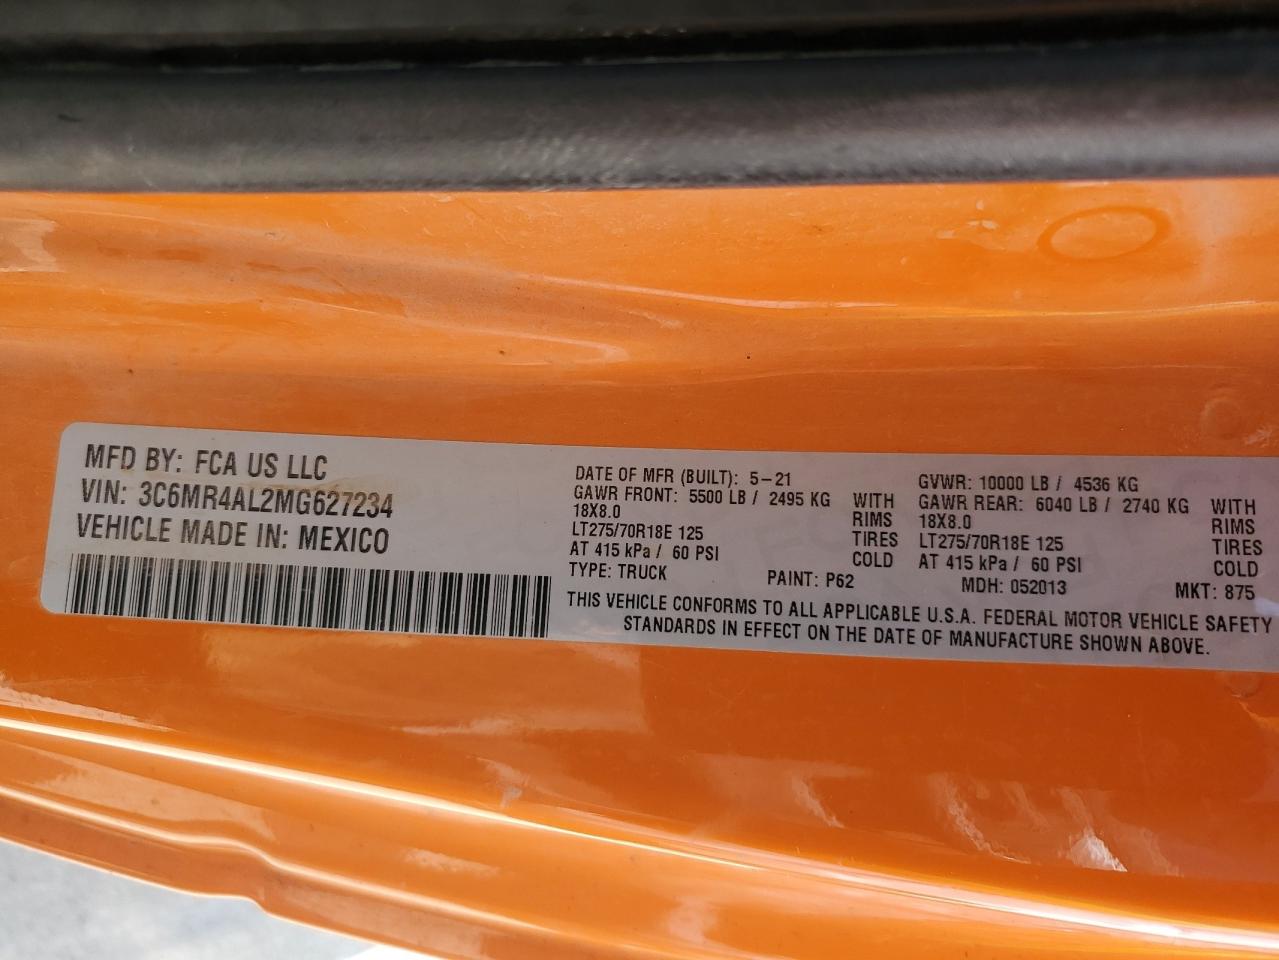 MFD BY: FCA US LLC
VIN: 3C6MR4AL2MG627234
VEHICLE MADE IN: MEXICO
DATE OF MFR (BUILT): 5-21
GAWR FRONT: 5500 LB / 2495 KG WITH
18X8.0 RIMS
LT275/70R18E 125 TIRES
AT 415 kPa / 60 PSI COLD
TYPE: TRUCK PAINT: P62
GVWR: 10000 LB / 4536 KG
GAWR REAR: 6040 LB / 2740 KG WITH
18X8.0 RIMS
LT275/70R18E 125 TIRES
AT 415 kPa / 60 PSI COLD
MDH: 052013 MKT: 875
THIS VEHICLE CONFORMS TO ALL APPLICABLE U.S.A. FEDERAL MOTOR VEHICLE SAFETY
STANDARDS IN EFFECT ON THE DATE OF MANUFACTURE SHOWN ABOVE.